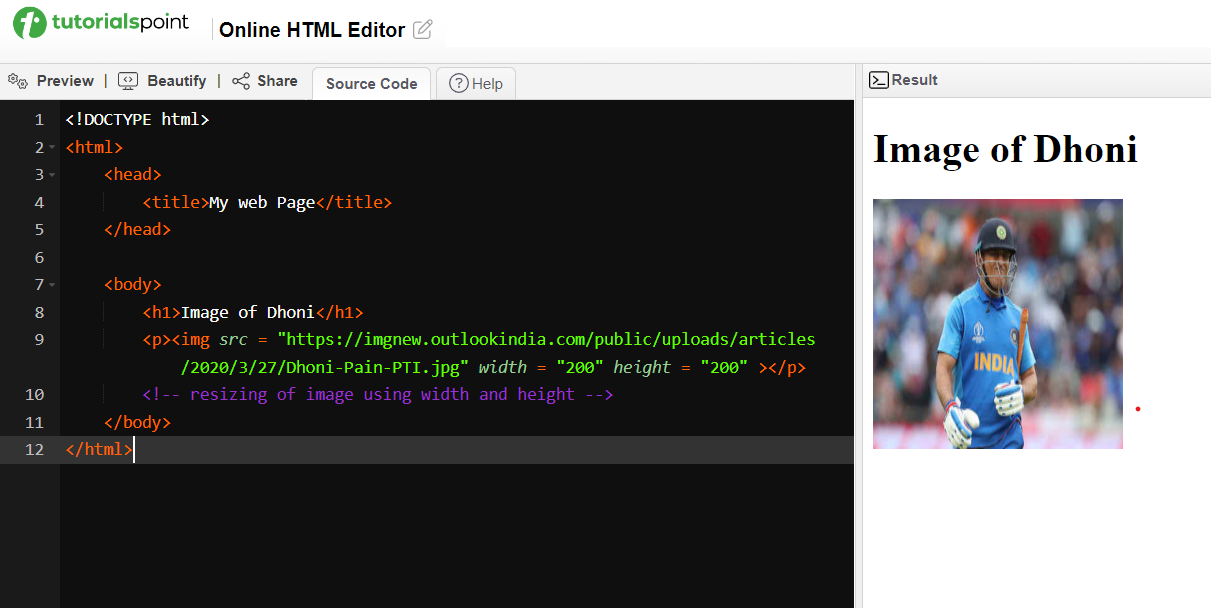 tutorialspoint
Online HTML Editor
Preview | Beautify | Share Source Code ? Help
Result
1 <!DOCTYPE html>
2 <html>
3 <head>
4 <title>My web Page</title>
5 </head>
6
7 <body>
8 <h1>Image of Dhoni</h1>
9 <p><img src = "https://imgnew.outlookindia.com/public/uploads/articles
/2020/3/27/Dhoni-Pain-PTI.jpg" width = "200" height = "200" ></p>
10 <!-- resizing of image using width and height -->
11 </body>
12 </html>
Image of Dhoni
INDIA